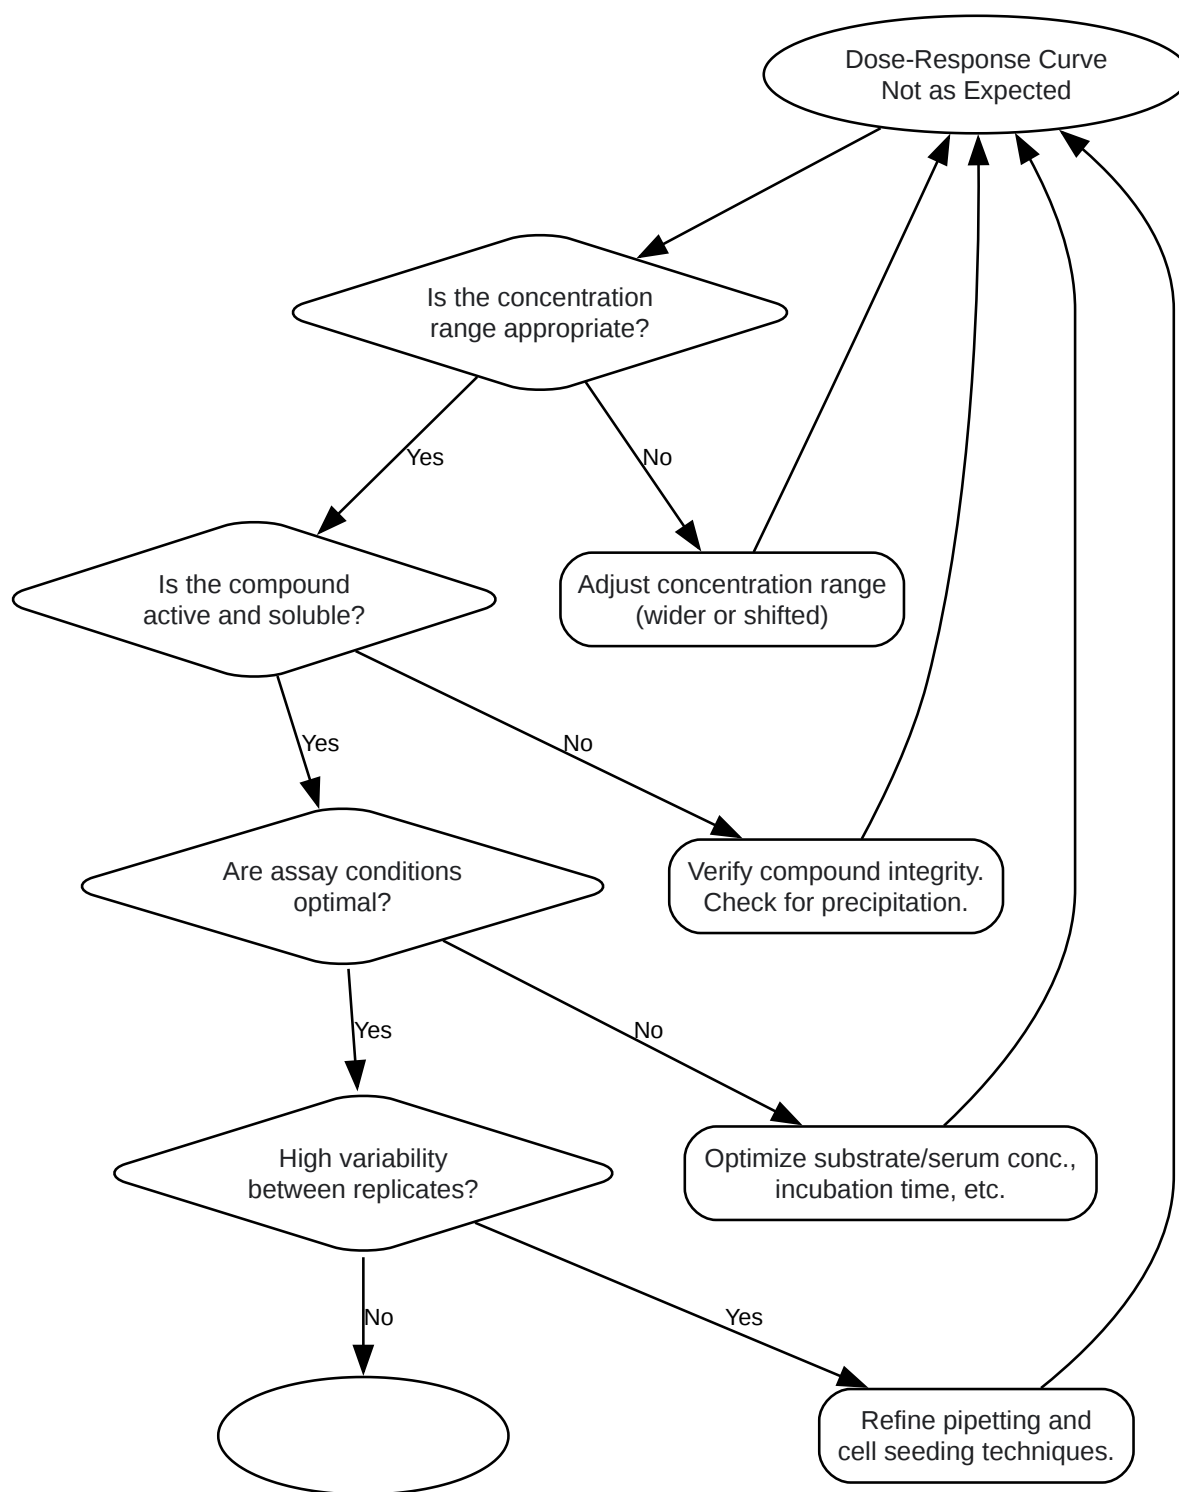 Dose-Response Curve
Not as Expected
Is the concentration
range appropriate?
Yes
No
Is the compound
active and soluble?
Adjust concentration range
(wider or shifted)
Yes
No
Are assay conditions
optimal?
Verify compound integrity.
Check for precipitation.
Yes
No
High variability
between replicates?
Optimize substrate/serum conc.,
incubation time, etc.
No
Yes
Refine pipetting and
cell seeding techniques.